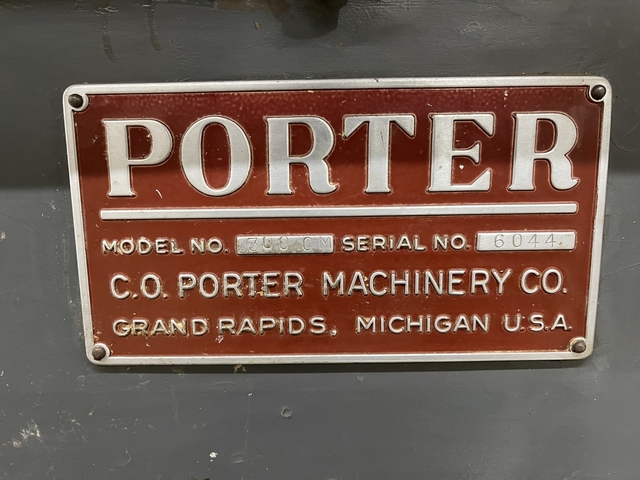 PORTER
MODEL NO. SERIAL NO. 6044.
C.O. PORTER MACHINERY CO.
GRAND RAPIDS, MICHIGAN U.S.A.